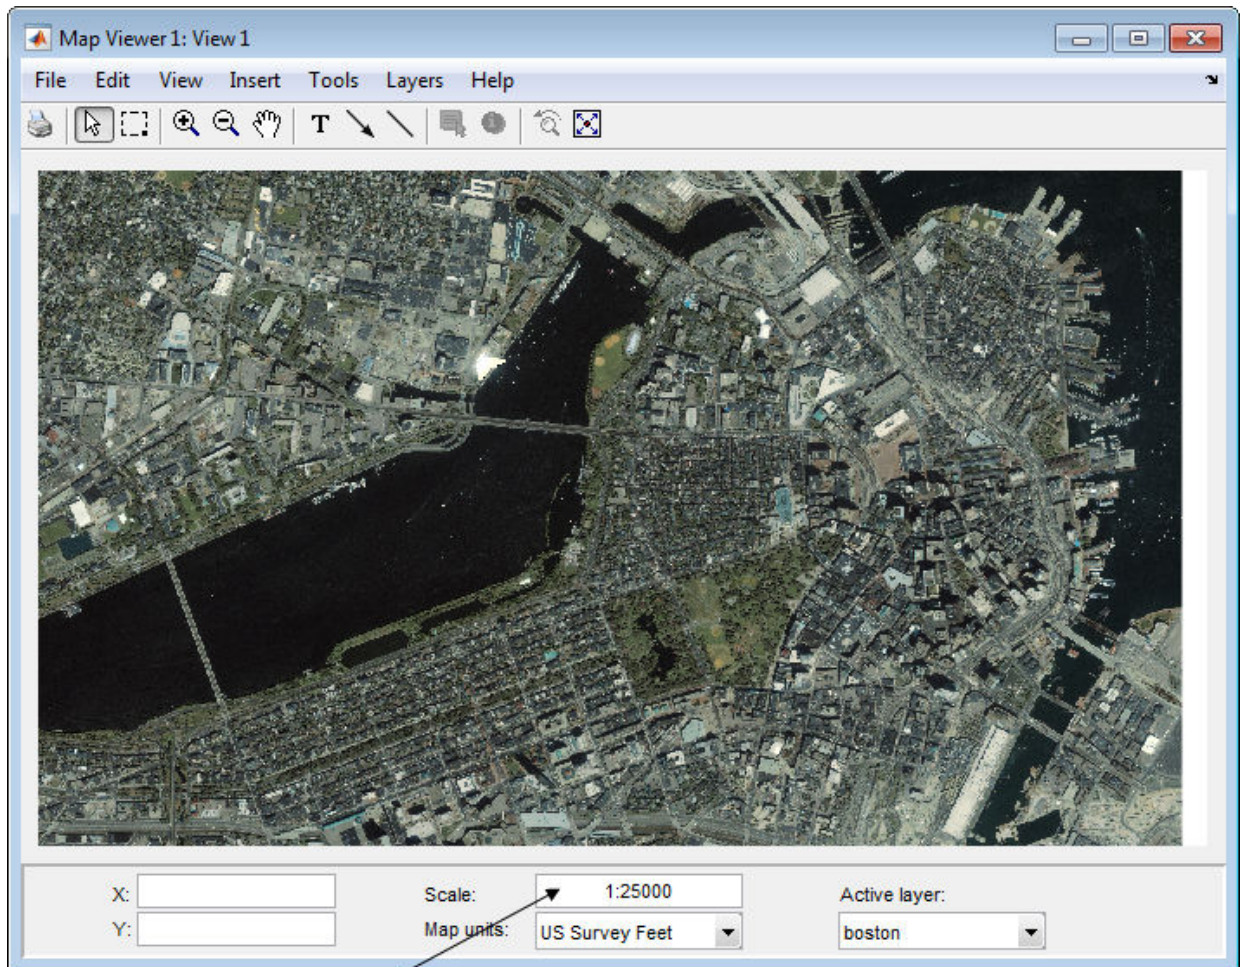 Map Viewer 1: View 1
File Edit View Insert Tools Layers Help
T
X: Scale: 1:25000 Active layer:
Y: Map units: US Survey Feet boston